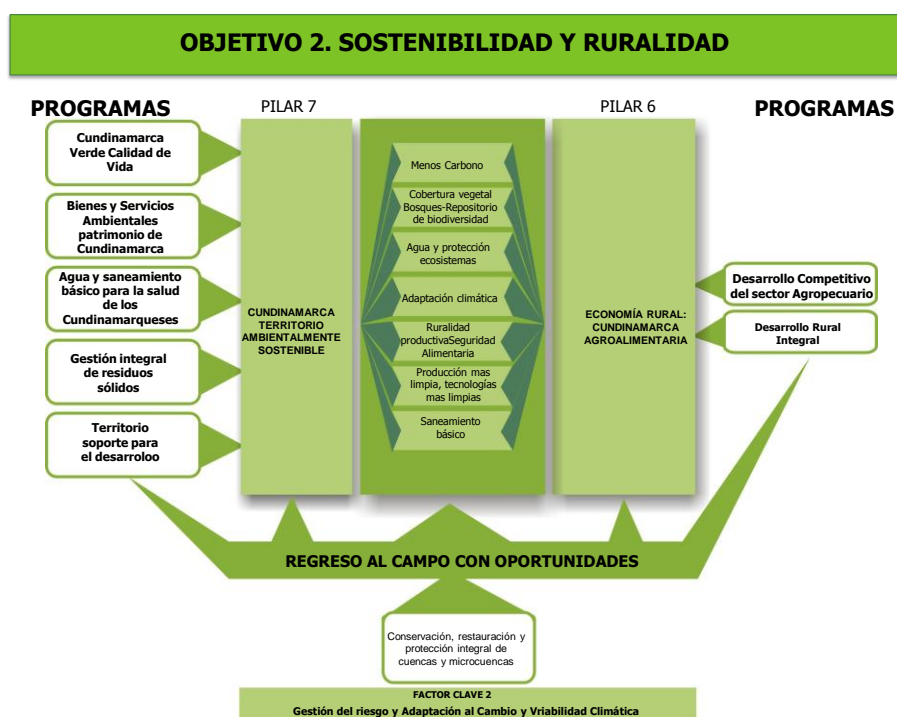 OBJETIVO 2. SOSTENIBILIDAD Y RURALIDAD
PROGRAMAS
PILAR 7
PILAR 6
PROGRAMAS
Cundinamarca
Verde Calidad de
Vida
Bienes y Servicios
Ambientales
patrimonio de
Cundinamarca
Agua y saneamiento
básico para la salud
de los
Cundinamarqueses
Gestión integral
de residuos
sólidos
Territorio
soporte para
el desarroloo
CUNDINAMARCA
TERRITORIO
AMBIENTALMENTE
SOSTENIBLE
Menos Carbono
Cobertura vegetal
Bosques-Repositorio
de biodiversidad
Agua y protección
ecosistemas
Adaptación climática
Ruralidad
productivaSeguridad
Alimentaria
Producción mas
limpia, tecnologías
mas limpias
Saneamiento
básico
ECONOMÍA RURAL:
CUNDINAMARCA
AGROALIMENTARIA
Desarrollo Competitivo
del sector Agropecuario
Desarrollo Rural
Integral
REGRESO AL CAMPO CON OPORTUNIDADES
Conservación, restauración y
protección integral de
cuencas y microcuencas
FACTOR CLAVE 2
Gestión del riesgo y Adaptación al Cambio y Vriabilidad Climática